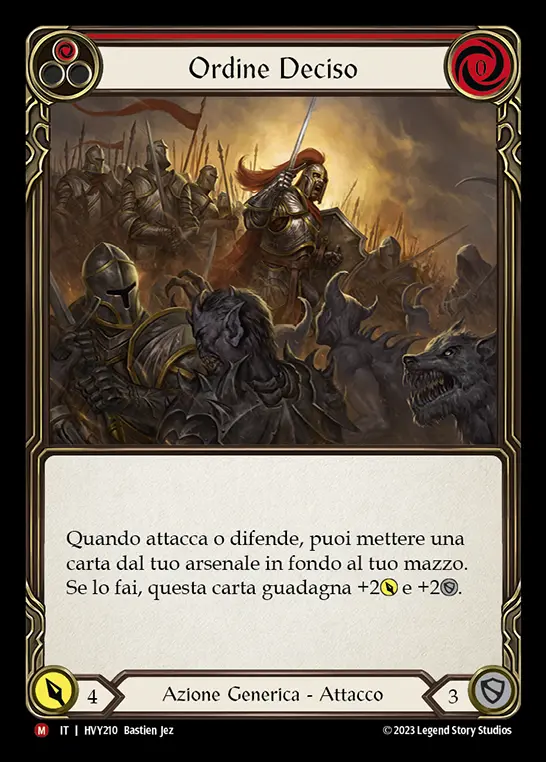 Ordine Deciso
0
Quando attacca o difende, puoi mettere una
carta dal tuo arsenale in fondo al tuo mazzo.
Se lo fai, questa carta guadagna +2 e +2.
4
Azione Generica - Attacco
3
M IT | HVY210 Bastien Jez
© 2023 Legend Story Studios